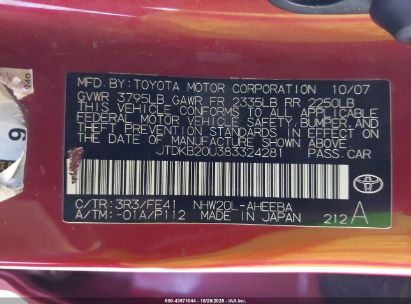 MFD. BY: TOYOTA MOTOR CORPORATION 10/07
GVWR 3795LB GAWR FR 2335LB RR 2250LB
THIS VEHICLE CONFORMS TO ALL APPLICABLE
FEDERAL MOTOR VEHICLE SAFETY, BUMPER, AND
THEFT PREVENTION STANDARDS IN EFFECT ON
THE DATE OF MANUFACTURE SHOWN ABOVE.
JTDKB20U383324281 PASS. CAR
C/TR: 3R3/FE41 NHW20L-AHEEBA
A/TM: -01A/P112 MADE IN JAPAN 212 A
TOYOTA